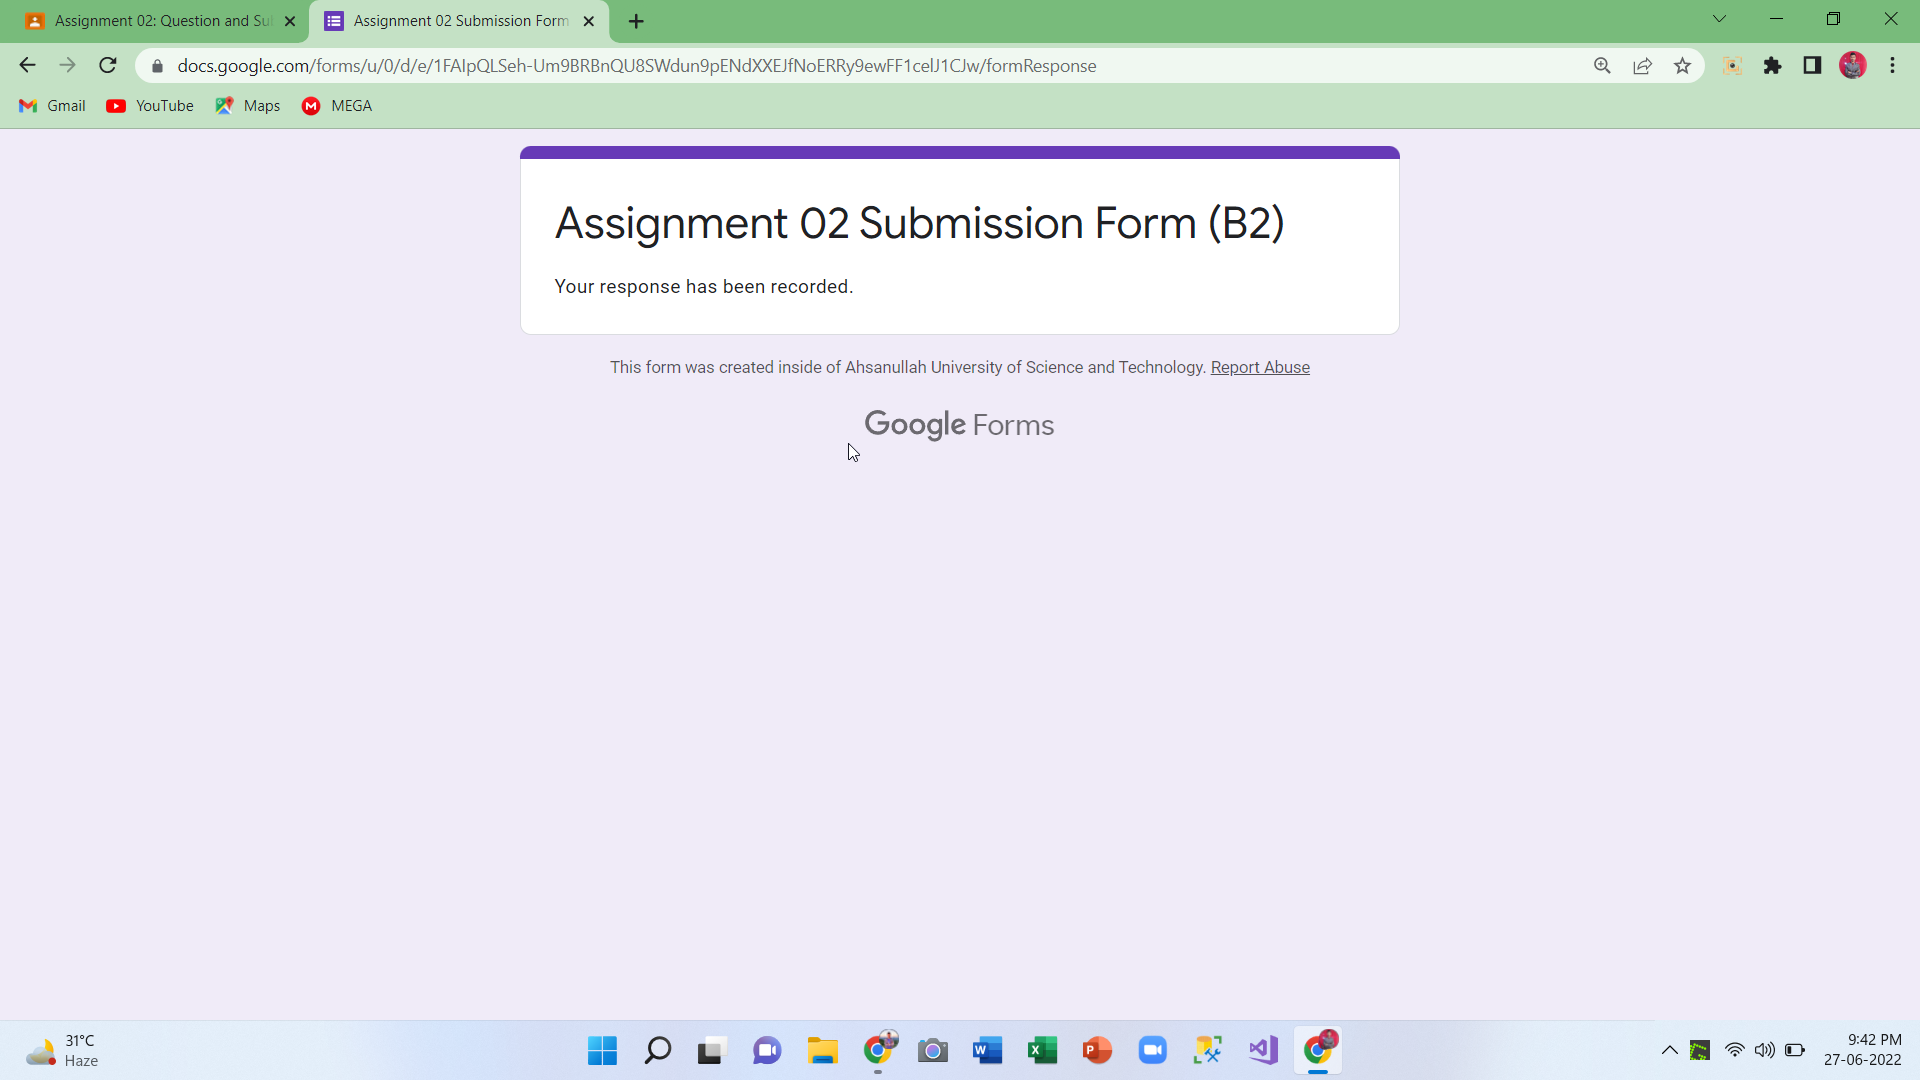 Assignment 02: Question and Su
Assignment 02 Submission Form
docs.google.com/forms/u/0/d/e/1FAIpQLSeh-Um9BRBnQU8SWdun9pENdXXEJfNoERRy9ewFF1celJ1CJw/formResponse
Gmail YouTube Maps MEGA
Assignment 02 Submission Form (B2)
Your response has been recorded.
This form was created inside of Ahsanullah University of Science and Technology. Report Abuse
Google Forms
31°C
Haze
9:42 PM
27-06-2022